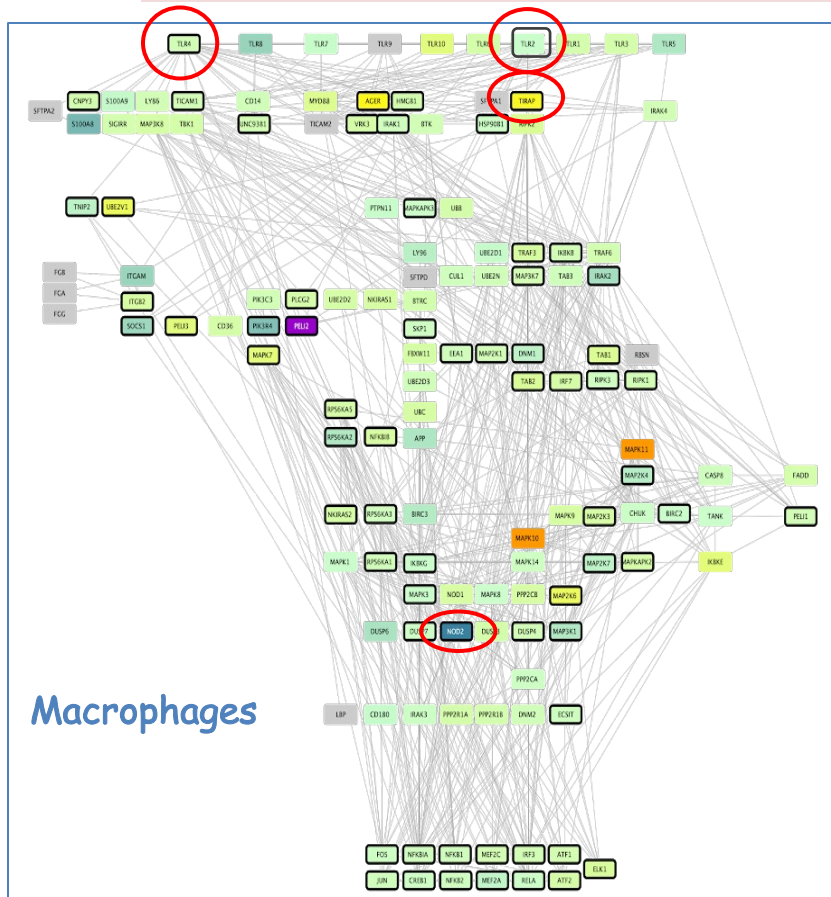 TLR4 TLR8 TLR7 TLR9 TLR10 TLR2 TLR1 TLR3 TLR5
SFTPA2 CNPY3 S100A9 LY86 TICAM1 CD14 MYD88 AGER HMGB1 SFTPA1 TIRAP IRAK4
S100A8 SIGIRR MAP3K8 TBK1 UNC93B1 TICAM2 VRK3 IRAK1 BTK HSP90B1 RIPK2
TNIP2 UBE2V1 PTPN11 MAPKAPK3 UBB
LY96 UBE2D1 TRAF3 IKBKB TRAF6
FGB ITGAM SFTPD CUL1 UBE2N MAP3K7 TAB3 IRAK2
FGA ITGB2 PIK3C3 PLCG2 UBE2D2 NKIRAS1 BTRC
FGG SOCS1 PELI3 CD36 PIK3R4 PELI2 SKP1
MAPK7 FBXW11 EEA1 MAP2K1 DNM1 TAB1 RBSN
UBE2D3 TAB2 IRF7 RIPK3 RIPK1
RPS6KA5 UBC
RPS6KA2 NFKBIB APP MAPK11
MAP2K4 CASP8 FADD
NKIRAS2 RPS6KA3 BIRC3 MAPK9 MAP2K3 CHUK BIRC2 TANK PELI1
MAPK10
MAPK1 RPS6KA1 IKBKG MAPK14 MAP2K7 MAPKAPK2 IKBKE
MAPK3 NOD1 MAPK8 PPP2CB MAP2K6
DUSP6 NOD2 DUSP4 MAP3K1
PPP2CA
Macrophages LBP CD180 IRAK3 PPP2R1A PPP2R1B DNM2 ECSIT
FOS NFKBIA NFKB1 MEF2C IRF3 ATF1 ELK1
JUN CREB1 NFKB2 MEF2A RELA ATF2